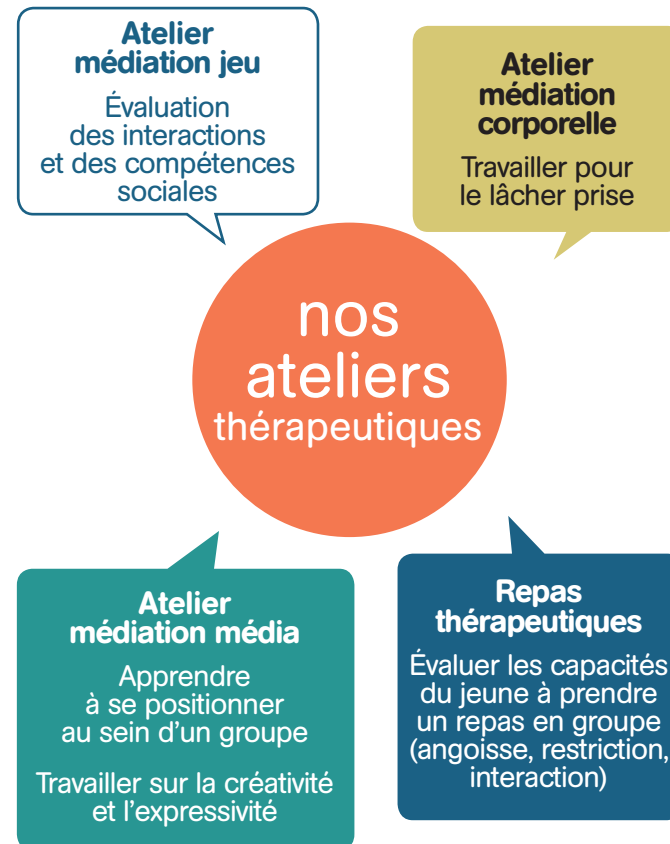 Atelier
médiation jeu
Évaluation
des interactions
et des compétences
sociales
Atelier
médiation
corporelle
Travailler pour
le lâcher prise
nos
ateliers
thérapeutiques
Atelier
médiation média
Apprendre
à se positionner
au sein d’un groupe
Travailler sur la créativité
et l’expressivité
Repas
thérapeutiques
Évaluer les capacités
du jeune à prendre
un repas en groupe
(angoisse, restriction,
interaction)